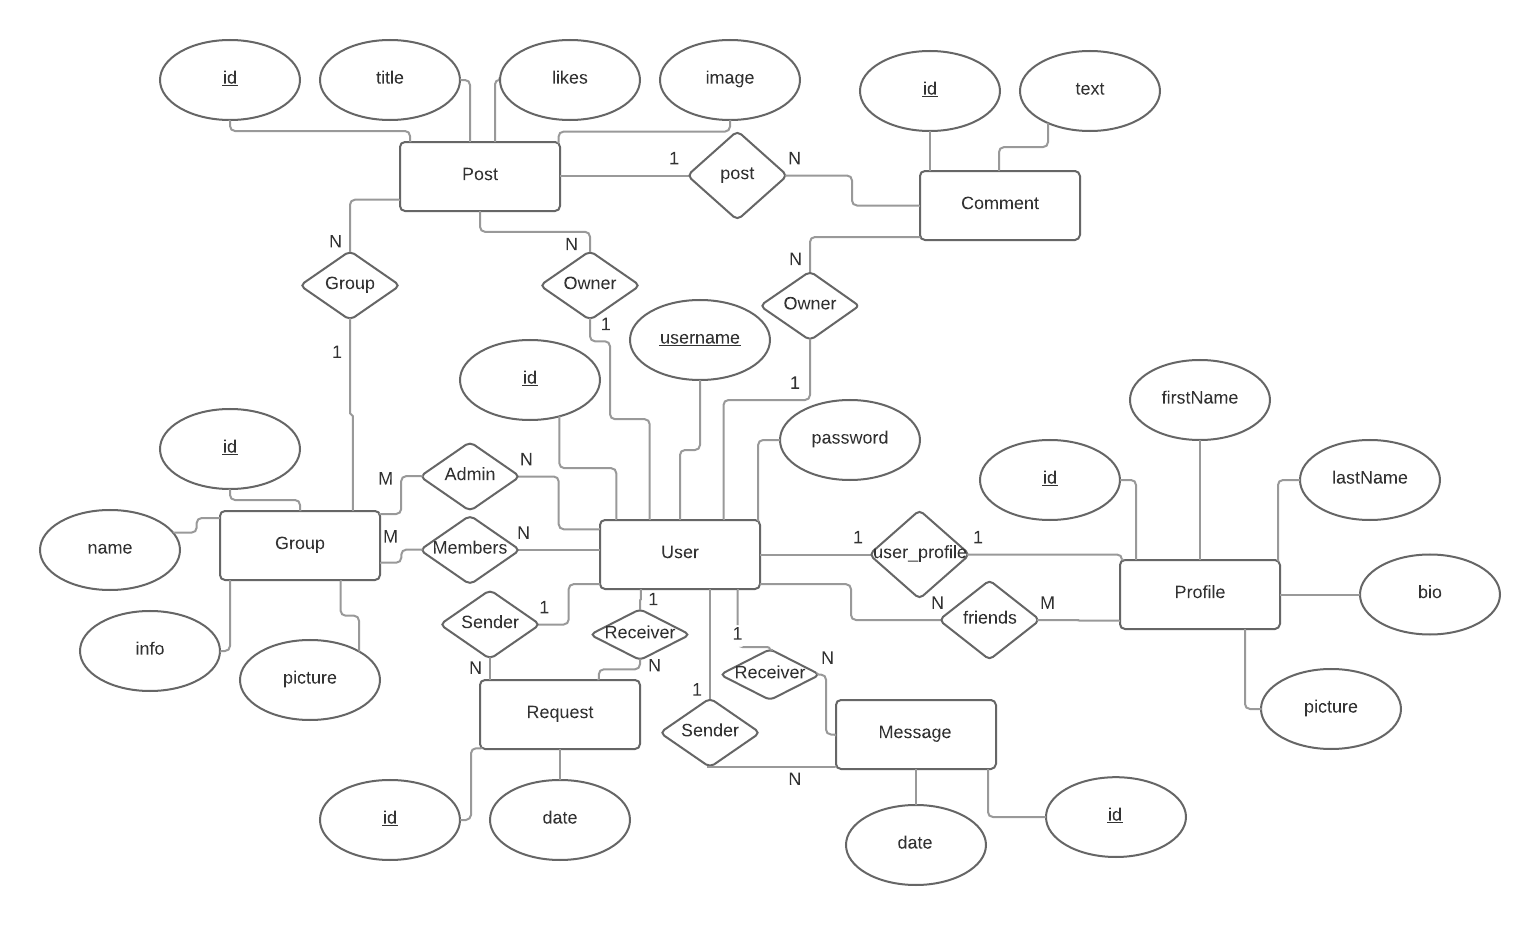 id
title
likes
image
id
text
Post
1
post
N
Comment
N
Group
N
Owner
N
Owner
1
username
1
id
1
password
firstName
id
lastName
id
M
Admin
N
name
Group
M
Members
N
User
1
user_profile
1
Profile
bio
info
picture
Sender
1
N
1
Receiver
N
N
friends
M
1
Receiver
N
1
Sender
N
Request
Message
picture
id
date
date
id